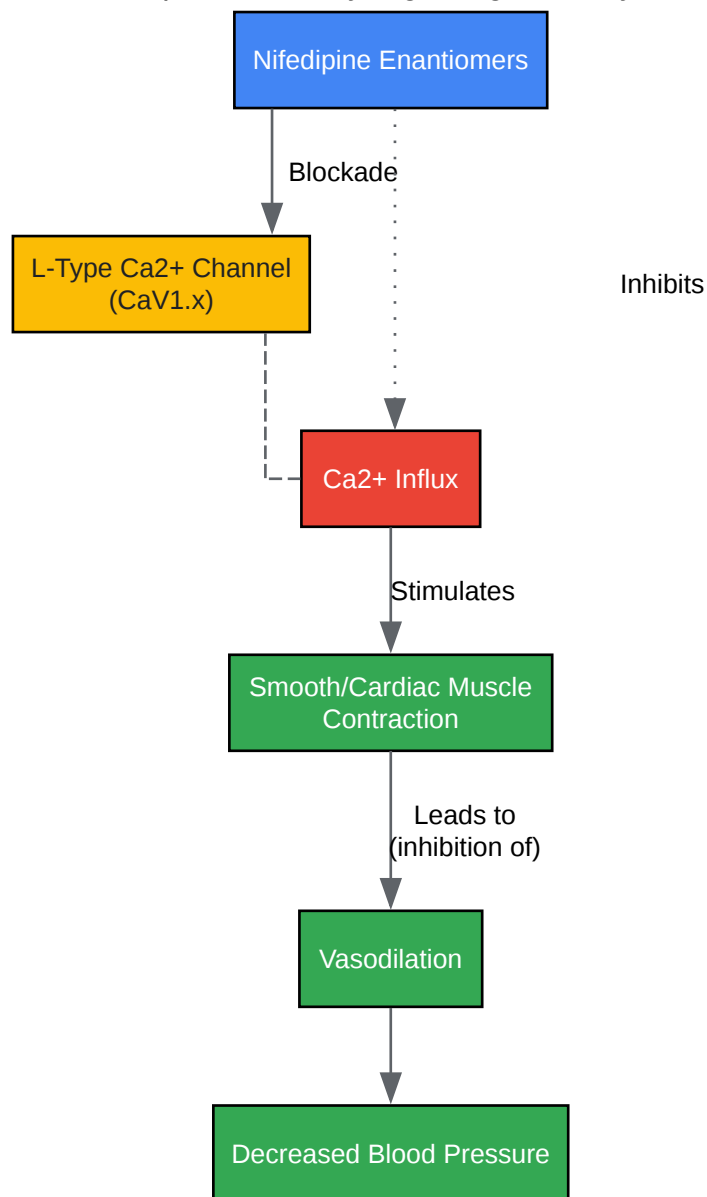 Nifedipine Enantiomers
Blockade
L-Type Ca2+ Channel
(CaV1.x)
Inhibits
Ca2+ Influx
Stimulates
Smooth/Cardiac Muscle
Contraction
Leads to
(inhibition of)
Vasodilation
Decreased Blood Pressure